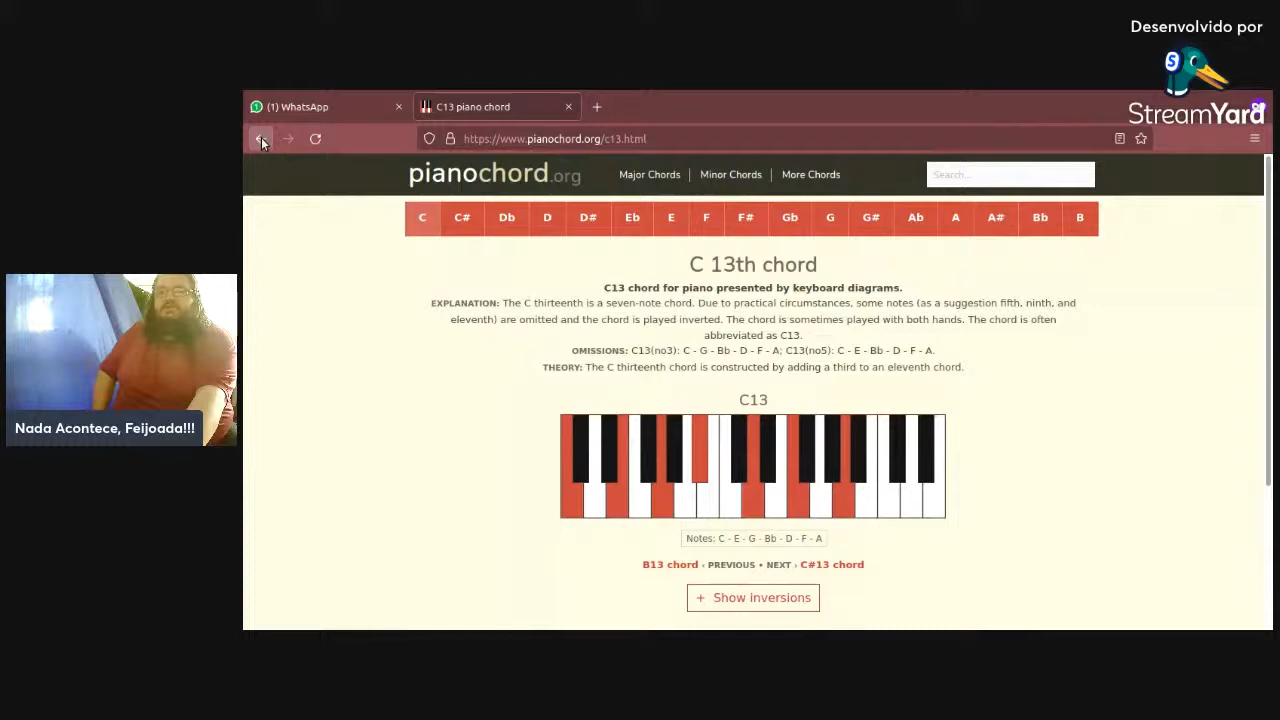 Desenvolvido por
S
StreamYard
(1) WhatsApp
C13 piano chord
https://www.pianochord.org/c13.html
pianochord.org
Major Chords
Minor Chords
More Chords
Search...
C C# Db D D# Eb E F F# Gb G G# Ab A A# Bb B
C 13th chord
C13 chord for piano presented by keyboard diagrams.
EXPLANATION: The C thirteenth is a seven-note chord. Due to practical circumstances, some notes (as a suggestion fifth, ninth, and
eleventh) are omitted and the chord is played inverted. The chord is sometimes played with both hands. The chord is often
abbreviated as C13.
OMISSIONS: C13(no3): C - G - Bb - D - F - A; C13(no5): C - E - Bb - D - F - A.
THEORY: The C thirteenth chord is constructed by adding a third to an eleventh chord.
C13
Notes: C - E - G - Bb - D - F - A
B13 chord ‹ PREVIOUS • NEXT › C#13 chord
+ Show inversions
Nada Acontece, Feijoada!!!